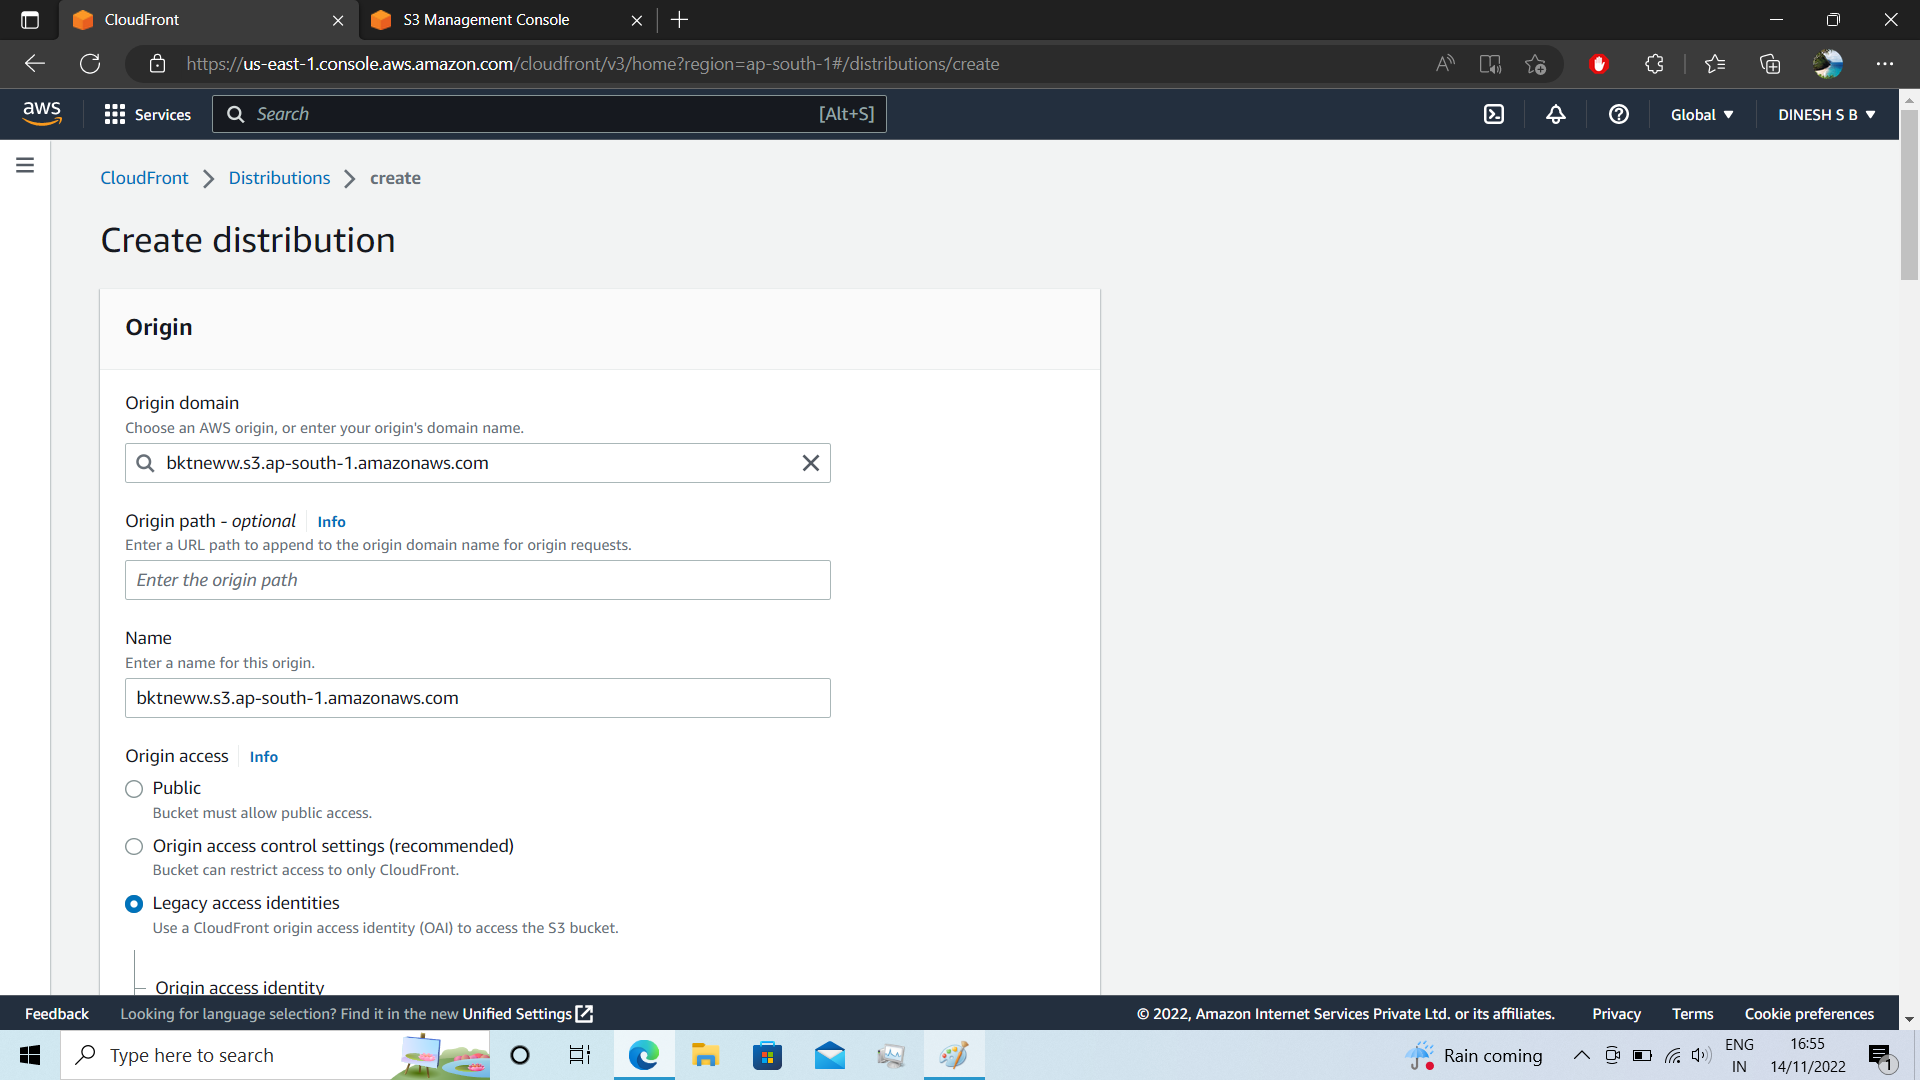 CloudFront
S3 Management Console
https://us-east-1.console.aws.amazon.com/cloudfront/v3/home?region=ap-south-1#/distributions/create
aws
Services
Search
[Alt+S]
Global
DINESH S B
CloudFront
Distributions
create
Create distribution
Origin
Origin domain
Choose an AWS origin, or enter your origin's domain name.
bktneww.s3.ap-south-1.amazonaws.com
Origin path - optional
Info
Enter a URL path to append to the origin domain name for origin requests.
Enter the origin path
Name
Enter a name for this origin.
bktneww.s3.ap-south-1.amazonaws.com
Origin access
Info
Public
Bucket must allow public access.
Origin access control settings (recommended)
Bucket can restrict access to only CloudFront.
Legacy access identities
Use a CloudFront origin access identity (OAI) to access the S3 bucket.
Origin access identity
Feedback
Looking for language selection? Find it in the new Unified Settings
© 2022, Amazon Internet Services Private Ltd. or its affiliates.
Privacy
Terms
Cookie preferences
Type here to search
Rain coming
ENG
IN
16:55
14/11/2022
1